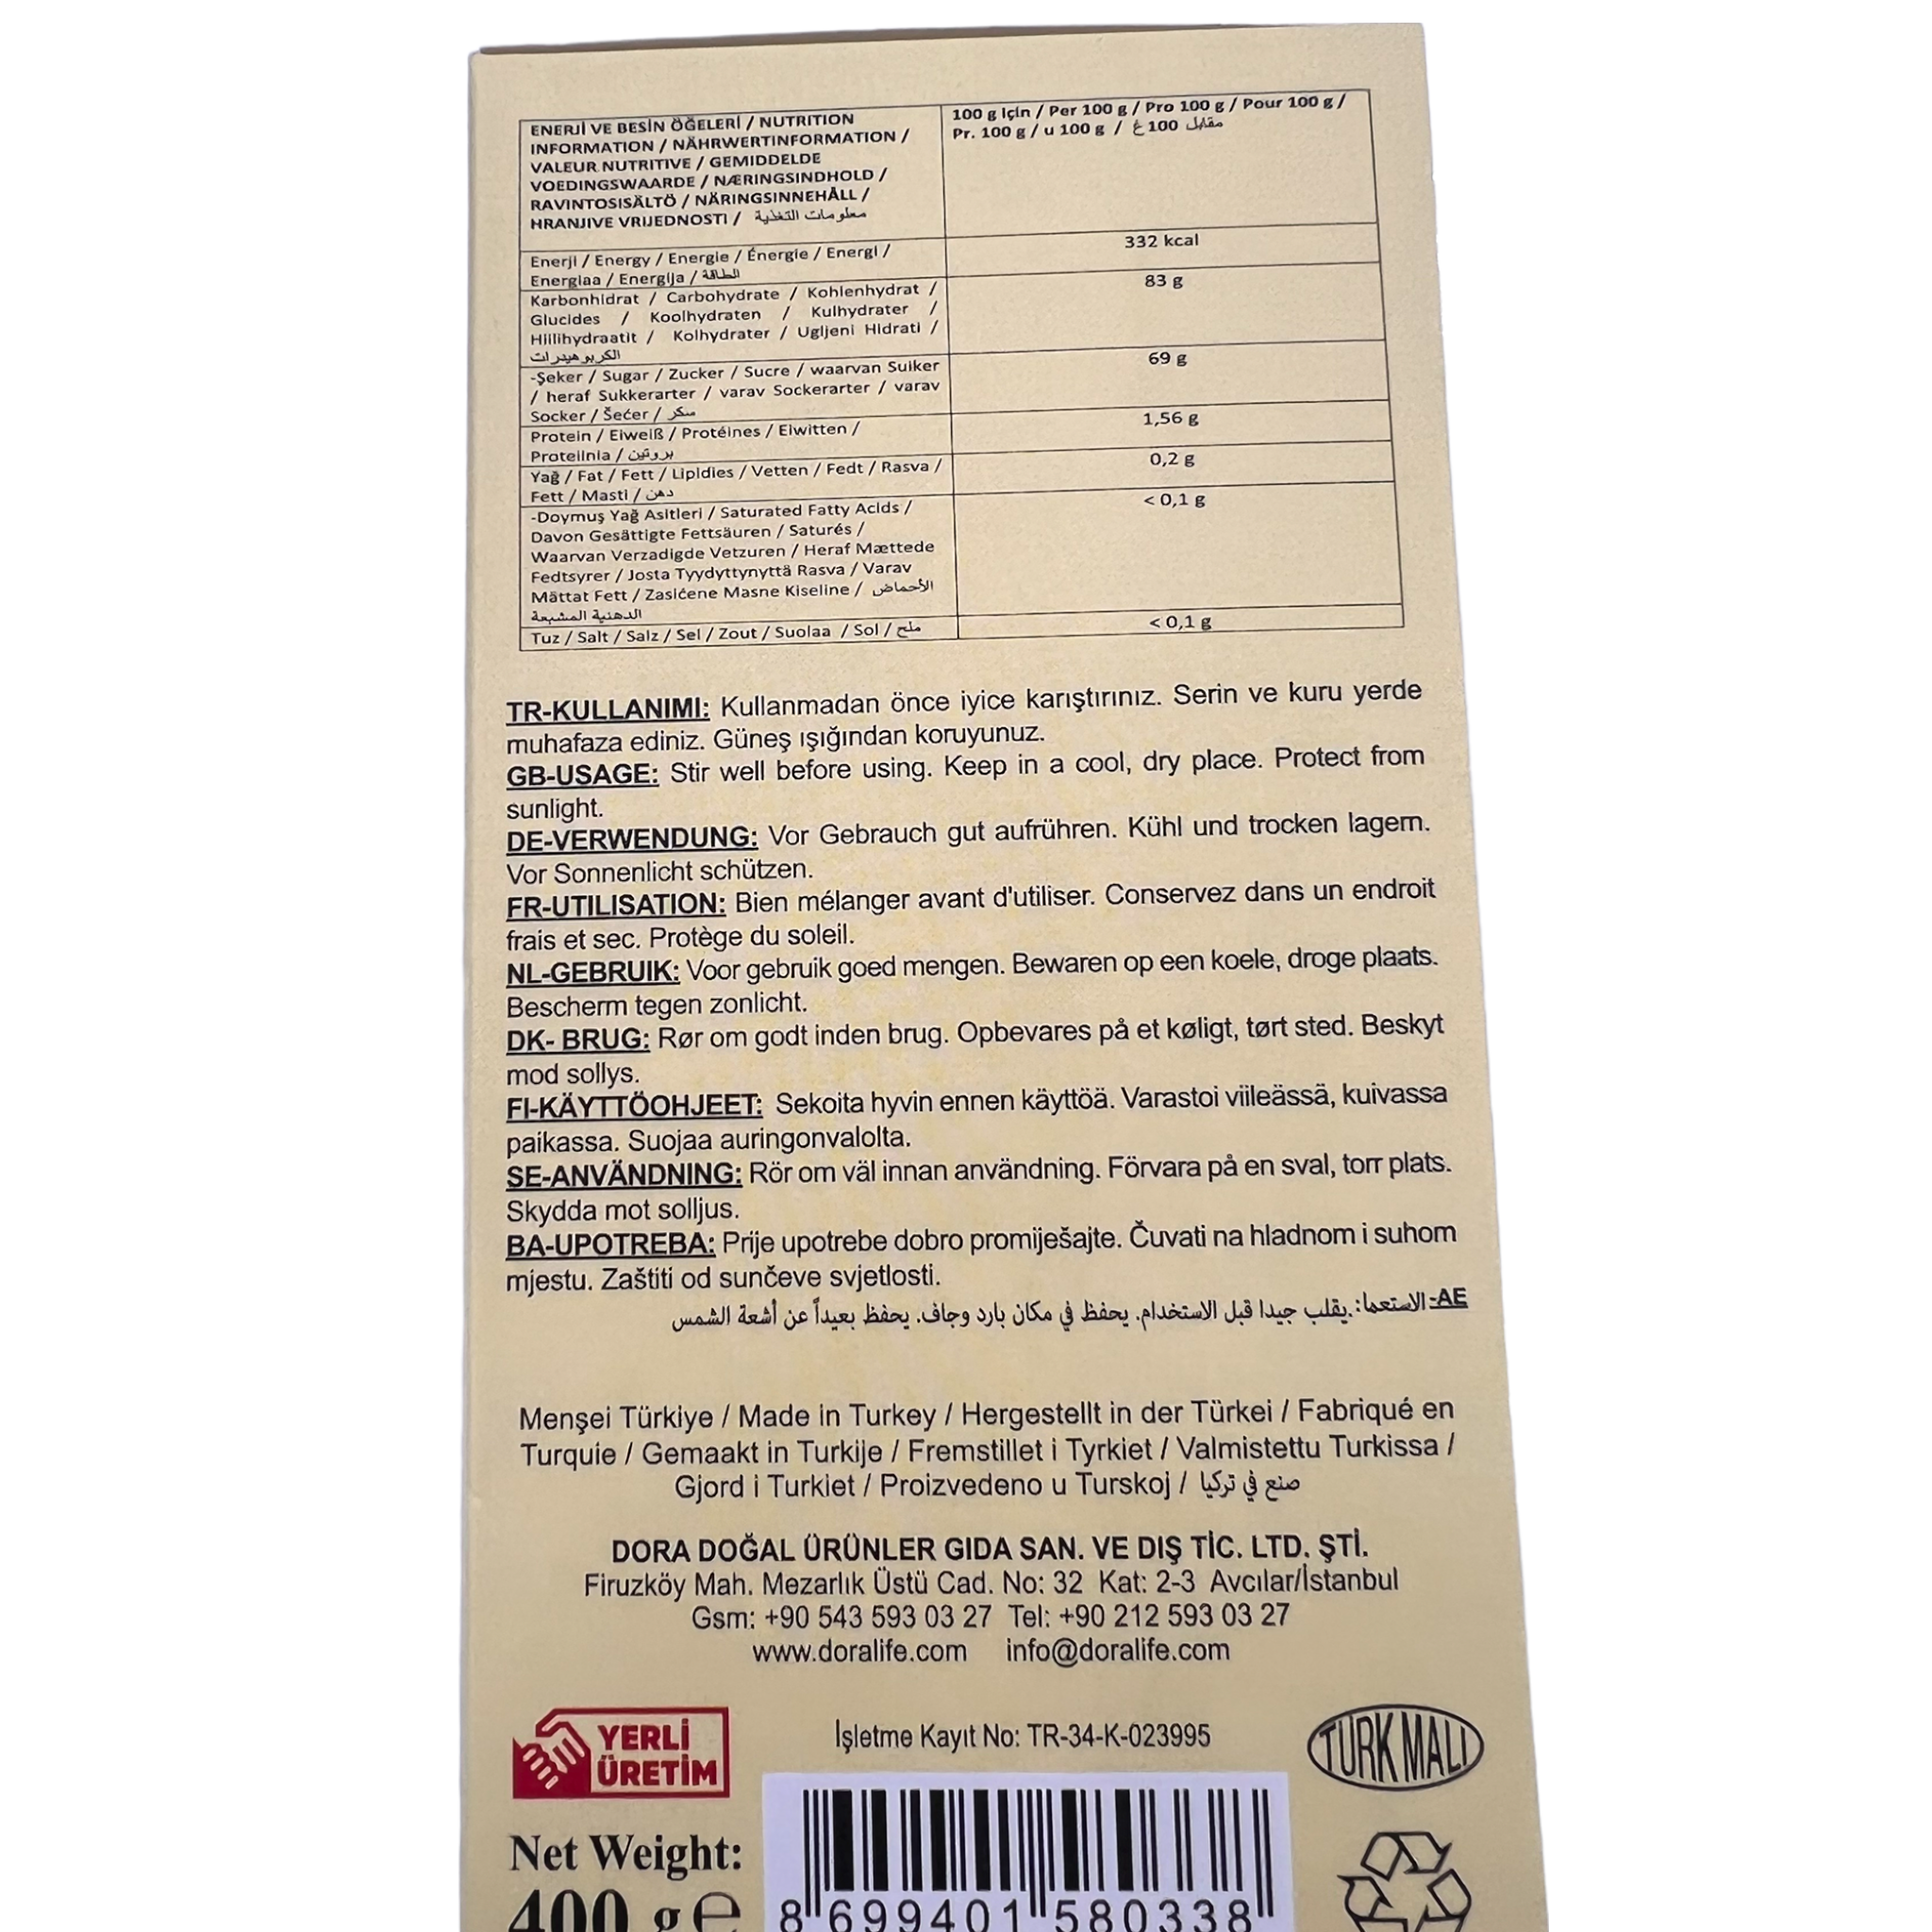 ENERJİ VE BESİN ÖĞELERİ / NUTRITION
INFORMATION / NÄHRWERTINFORMATION /
VALEUR NUTRITIVE / GEMIDDELDE
VOEDINGSWAARDE / NÆRINGSINDHOLD /
RAVINTOSISÄLTÖ / NÄRINGSINNEHÅLL /
HRANJIVE VRIJEDNOSTI / معلومات التغذية
100 g için / Per 100 g / Pro 100 g / Pour 100 g /
Pr. 100 g / u 100 g / مقابل 100 غ
Enerji / Energy / Energie / Énergie / Energi /
Energiaa / Energija / الطاقة
332 kcal
Karbonhidrat / Carbohydrate / Kohlenhydrat /
Glucides / Koolhydraten / Kulhydrater /
Hiilihydraatit / Kolhydrater / Ugljeni Hidrati /
الكربوهيدرات
83 g
-Şeker / Sugar / Zucker / Sucre / waarvan Suiker
/ heraf Sukkerarter / varav Sockerarter / varav
Socker / Šećer / سكر
69 g
Protein / Eiweiß / Protéines / Eiwitten /
Proteiinia / بروتين
1,56 g
Yağ / Fat / Fett / Lipidies / Vetten / Fedt / Rasva /
Fett / Masti / دهن
0,2 g
-Doymuş Yağ Asitleri / Saturated Fatty Acids /
Davon Gesättigte Fettsäuren / Saturés /
Waarvan Verzadigde Vetzuren / Heraf Mættede
Fedtsyrer / Josta Tyydyttynyttä Rasva / Varav
Mättat Fett / Zasićene Masne Kiseline / الأحماض
الدهنية المشبعة
< 0,1 g
Tuz / Salt / Salz / Sel / Zout / Suolaa / Sol / ملح
< 0,1 g
TR-KULLANIMI: Kullanmadan önce iyice karıştırınız. Serin ve kuru yerde
muhafaza ediniz. Güneş ışığından koruyunuz.
GB-USAGE: Stir well before using. Keep in a cool, dry place. Protect from
sunlight.
DE-VERWENDUNG: Vor Gebrauch gut aufrühren. Kühl und trocken lagern.
Vor Sonnenlicht schützen.
FR-UTILISATION: Bien mélanger avant d'utiliser. Conservez dans un endroit
frais et sec. Protège du soleil.
NL-GEBRUIK: Voor gebruik goed mengen. Bewaren op een koele, droge plaats.
Bescherm tegen zonlicht.
DK- BRUG: Rør om godt inden brug. Opbevares på et køligt, tørt sted. Beskyt
mod sollys.
FI-KÄYTTÖOHJEET: Sekoita hyvin ennen käyttöä. Varastoi viileässä, kuivassa
paikassa. Suojaa auringonvalolta.
SE-ANVÄNDNING: Rör om väl innan användning. Förvara på en sval, torr plats.
Skydda mot solljus.
BA-UPOTREBA: Prije upotrebe dobro promiješajte. Čuvati na hladnom i suhom
mjestu. Zaštiti od sunčeve svjetlosti.
AE-الاستعما: يقلب جيدا قبل الاستخدام. يحفظ في مكان بارد وجاف. يحفظ بعيداً عن أشعة الشمس
Menşei Türkiye / Made in Turkey / Hergestellt in der Türkei / Fabriqué en
Turquie / Gemaakt in Turkije / Fremstillet i Tyrkiet / Valmistettu Turkissa /
Gjord i Turkiet / Proizvedeno u Turskoj / صنع في تركيا
DORA DOĞAL ÜRÜNLER GIDA SAN. VE DIŞ TİC. LTD. ŞTİ.
Firuzköy Mah. Mezarlık Üstü Cad. No: 32 Kat: 2-3 Avcılar/İstanbul
Gsm: +90 543 593 03 27 Tel: +90 212 593 03 27
www.doralife.com info@doralife.com
YERLİ
ÜRETİM
İşletme Kayıt No: TR-34-K-023995
TURK MALI
Net Weight:
400 g e
8 699401 580338